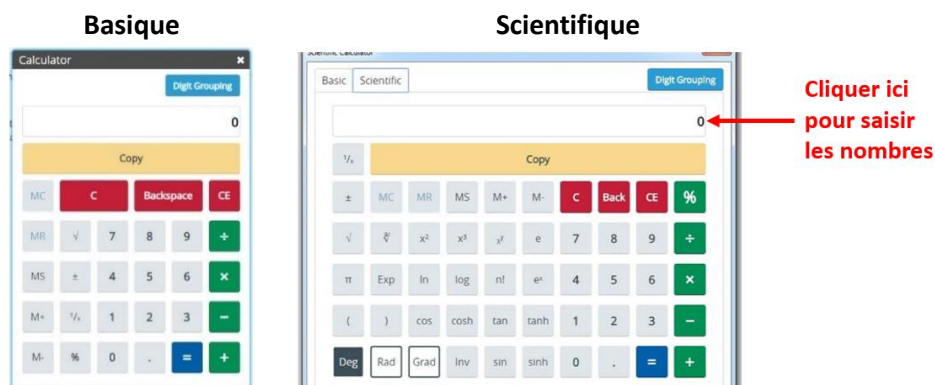 Basique
Scientifique
Calculator ×
Digit Grouping
0
Copy
MC C Backspace CE
MR √ 7 8 9 ÷
MS ± 4 5 6 ×
M+ 1/x 1 2 3 −
M- % 0 . = +
Scientific Calculator
Basic Scientific Digit Grouping
0
1/x Copy
± MC MR MS M+ M- C Back CE %
√ ∛ x² x³ xʸ e 7 8 9 ÷
π Exp ln log n! eˣ 4 5 6 ×
( ) cos cosh tan tanh 1 2 3 −
Deg Rad Grad Inv sin sinh 0 . = +
Cliquer ici
pour saisir
les nombres